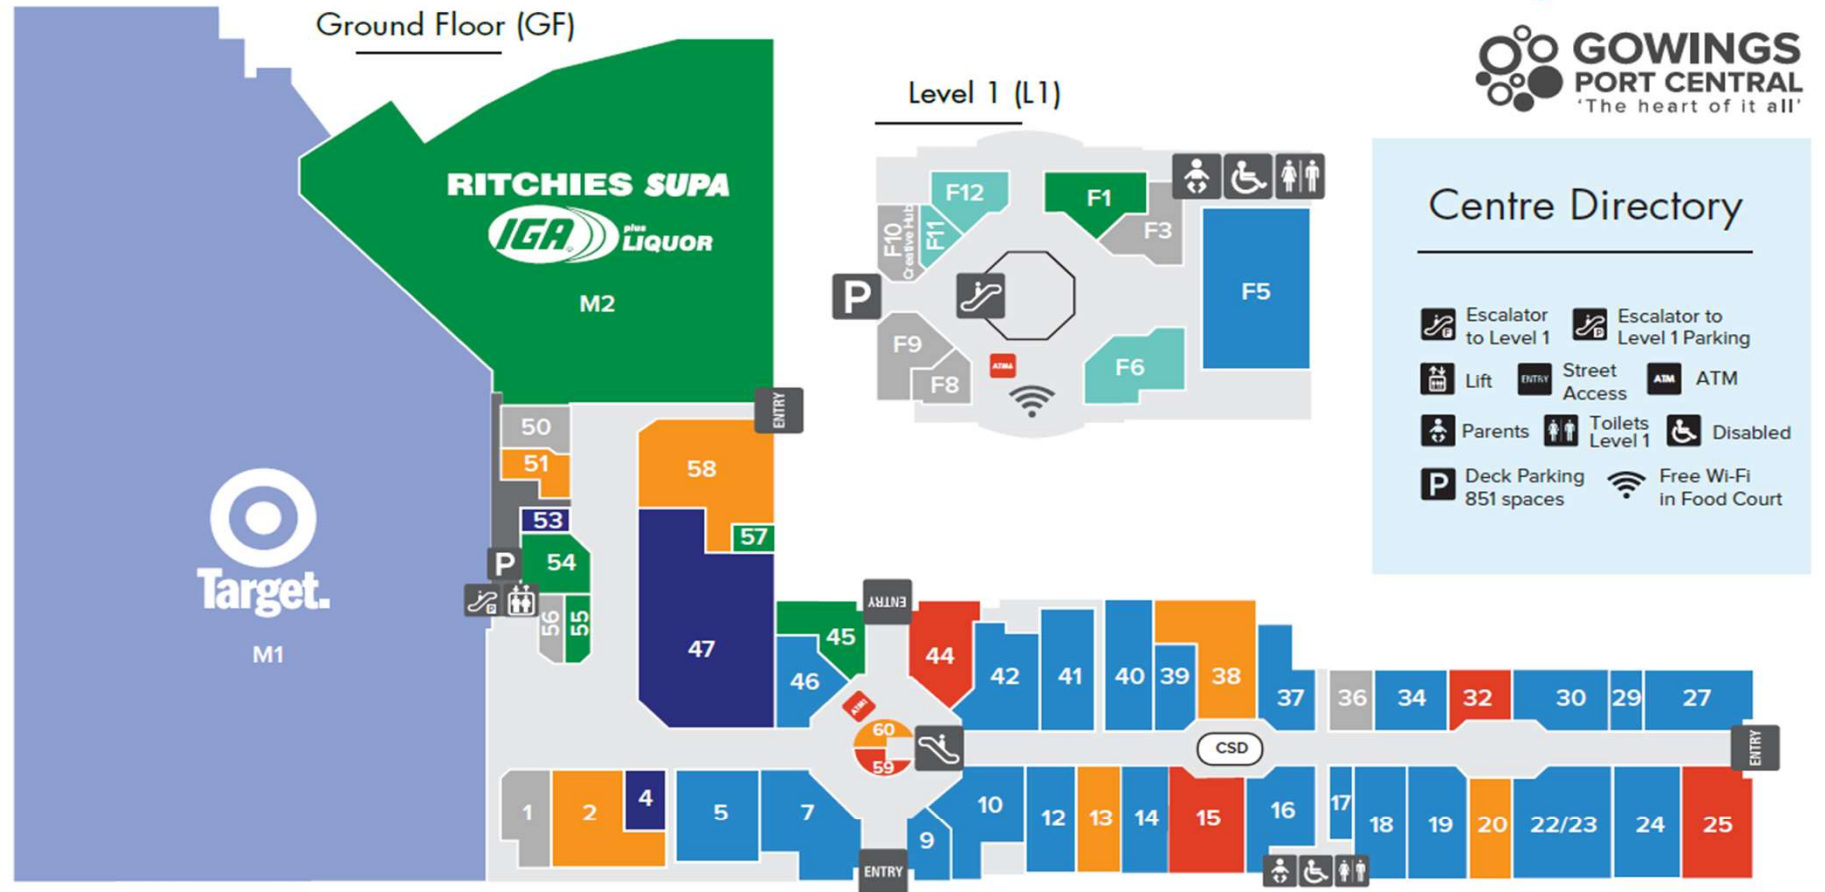 Ground Floor (GF)
GOWINGS
PORT CENTRAL
'The heart of it all'
Level 1 (L1)
RITCHIES SUPA
IGA plus LIQUOR
M2
F12
F1
F11
F10
Creative Hub
F3
F5
P
F9
F8
ATM
F6
Centre Directory
Escalator
to Level 1
Escalator to
Level 1 Parking
Lift
ENTRY
Street
Access
ATM
ATM
Parents
Toilets
Level 1
Disabled
P
Deck Parking
851 spaces
Free Wi-Fi
in Food Court
Target.
M1
ENTRY
50
51
53
54
P
56
55
58
57
47
ENTRY
45
46
44
ATM
60
59
42
41
40
39
38
37
36
34
32
30
29
27
CSD
ENTRY
1
2
4
5
7
ENTRY
9
10
12
13
14
15
16
17
18
19
20
22/23
24
25